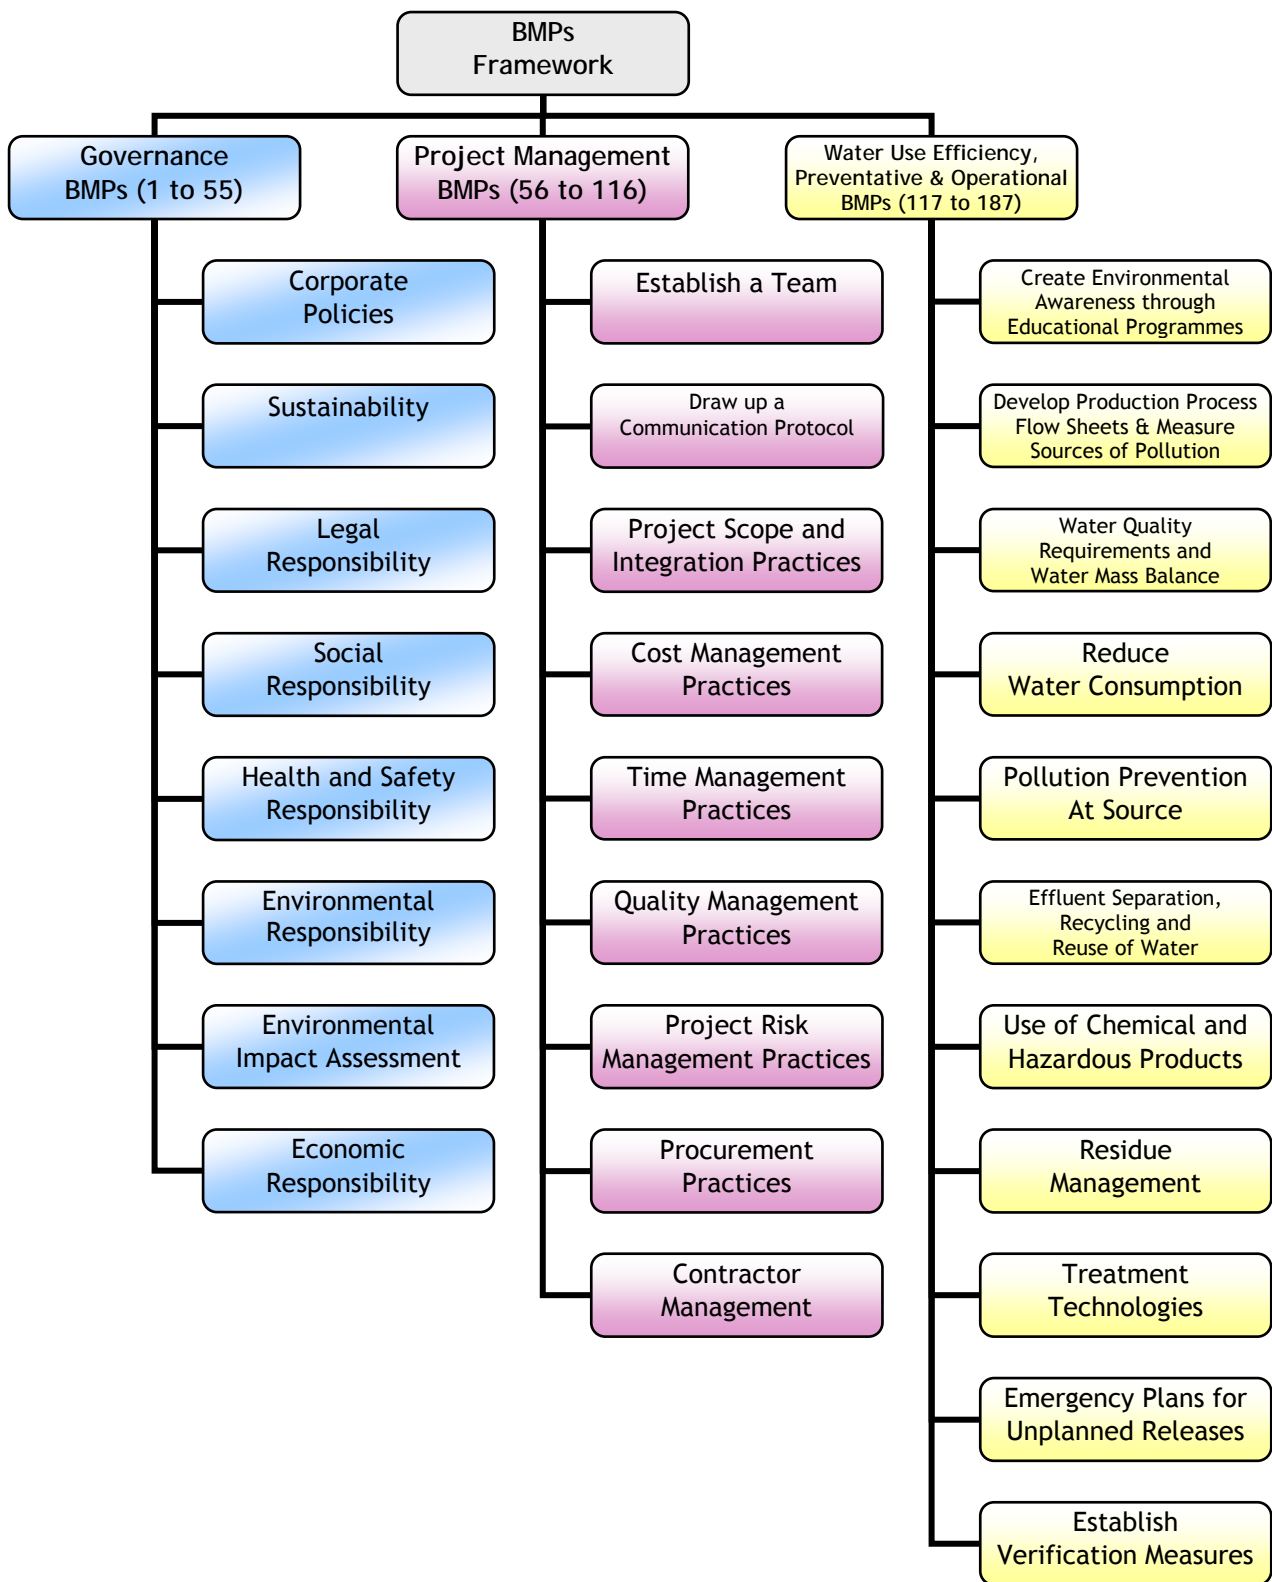 BMPs
Framework
Governance
BMPs (1 to 55)
Project Management
BMPs (56 to 116)
Water Use Efficiency,
Preventative & Operational
BMPs (117 to 187)
Corporate
Policies
Sustainability
Legal
Responsibility
Social
Responsibility
Health and Safety
Responsibility
Environmental
Responsibility
Environmental
Impact Assessment
Economic
Responsibility
Establish a Team
Draw up a
Communication Protocol
Project Scope and
Integration Practices
Cost Management
Practices
Time Management
Practices
Quality Management
Practices
Project Risk
Management Practices
Procurement
Practices
Contractor
Management
Create Environmental
Awareness through
Educational Programmes
Develop Production Process
Flow Sheets & Measure
Sources of Pollution
Water Quality
Requirements and
Water Mass Balance
Reduce
Water Consumption
Pollution Prevention
At Source
Effluent Separation,
Recycling and
Reuse of Water
Use of Chemical and
Hazardous Products
Residue
Management
Treatment
Technologies
Emergency Plans for
Unplanned Releases
Establish
Verification Measures